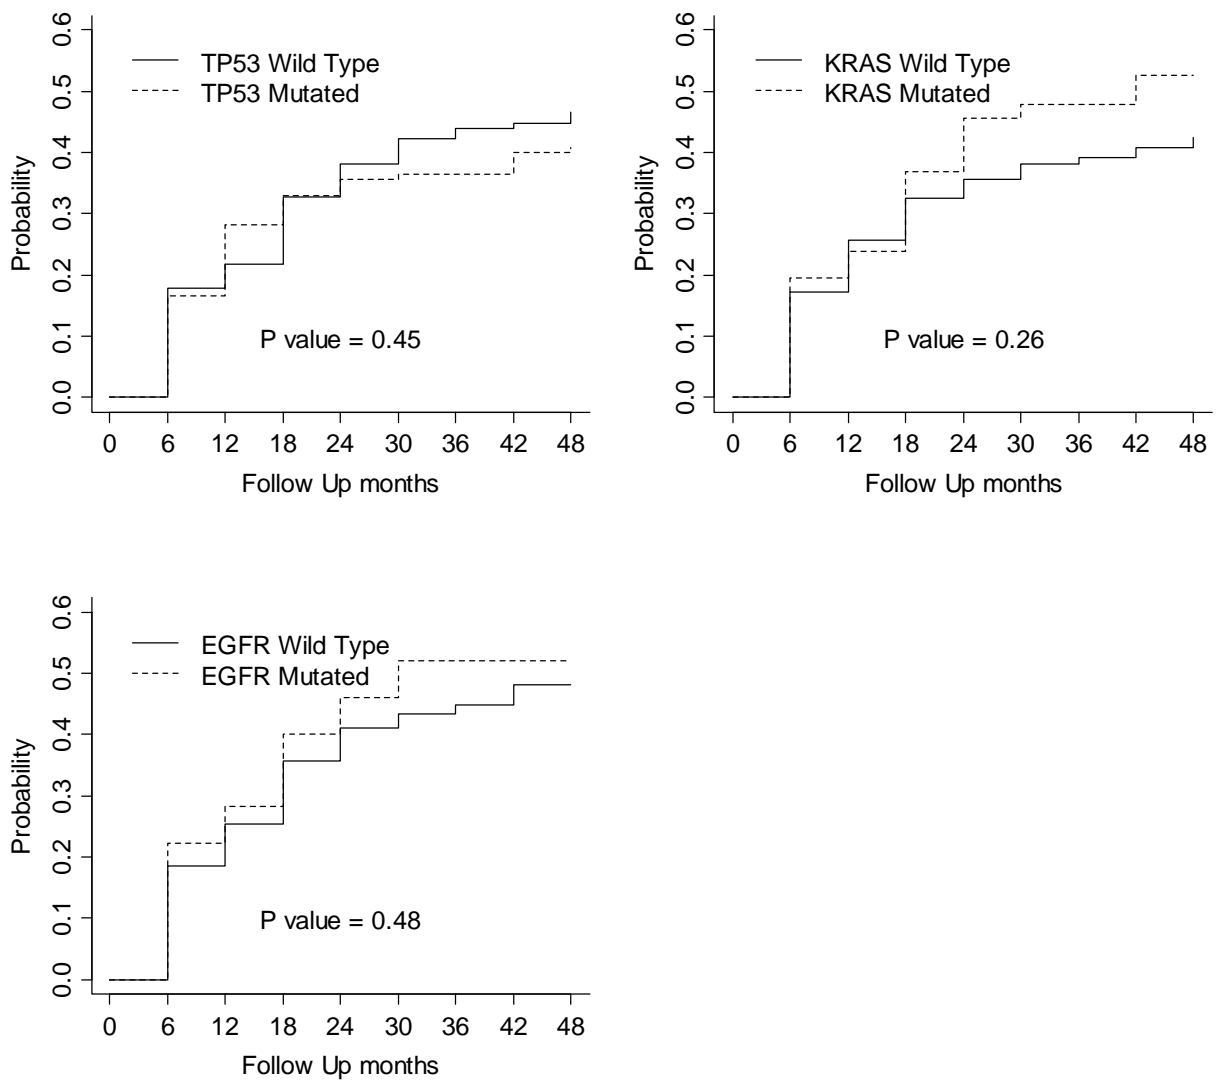 TP53 Wild Type
TP53 Mutated
Probability
0.0 0.1 0.2 0.3 0.4 0.5 0.6
P value = 0.45
0 6 12 18 24 30 36 42 48
Follow Up months
KRAS Wild Type
KRAS Mutated
Probability
0.0 0.1 0.2 0.3 0.4 0.5 0.6
P value = 0.26
0 6 12 18 24 30 36 42 48
Follow Up months
EGFR Wild Type
EGFR Mutated
Probability
0.0 0.1 0.2 0.3 0.4 0.5 0.6
P value = 0.48
0 6 12 18 24 30 36 42 48
Follow Up months